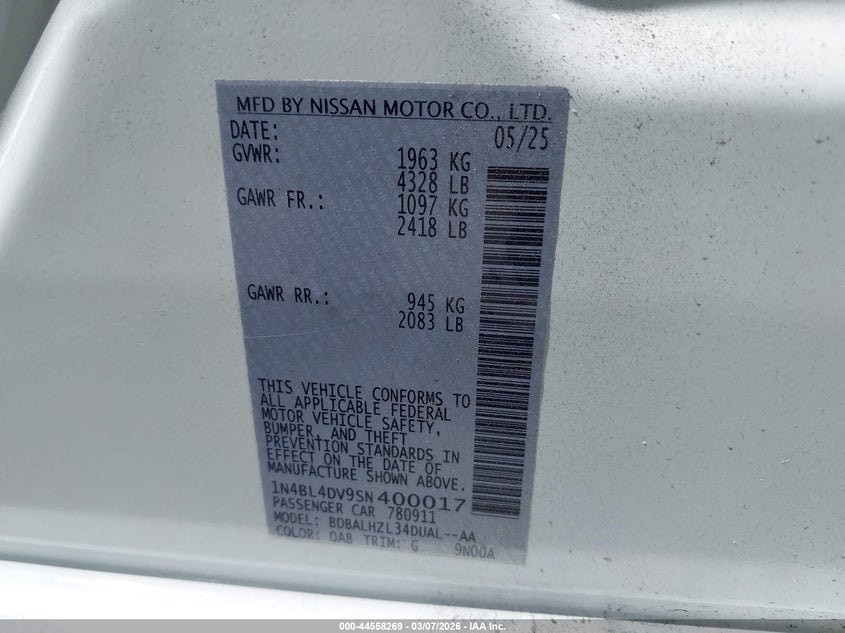 MFD BY NISSAN MOTOR CO., LTD.
DATE: 05/25
GVWR: 1963 KG
4328 LB
GAWR FR.: 1097 KG
2418 LB
GAWR RR.: 945 KG
2083 LB
THIS VEHICLE CONFORMS TO
ALL APPLICABLE FEDERAL
MOTOR VEHICLE SAFETY,
BUMPER, AND THEFT
PREVENTION STANDARDS IN
EFFECT ON THE DATE OF
MANUFACTURE SHOWN ABOVE.
1N4BL4DV9SN400017
PASSENGER CAR 780911
MODEL: BDBALHZL34DUAL--AA
COLOR: QAB TRIM: G 9N00A
000-44558269 - 03/07/2026 - IAA Inc.